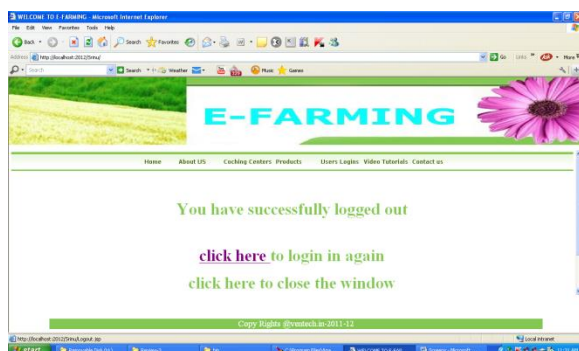 WELCOME TO E-FARMING - Microsoft Internet Explorer
File Edit View Favorites Tools Help
Back Search Favorites
Address http://localhost:2012/Srinu/ Go Links
Search Weather Music Games
E-FARMING
Home About US Coching Centers Products Users Logins Video Tutorials Contact us
You have successfully logged out
click here to login in again
click here to close the window
Copy Rights @ventech.in-2011-12
http://localhost:2012/Srinu/Logout.jsp Local intranet
start